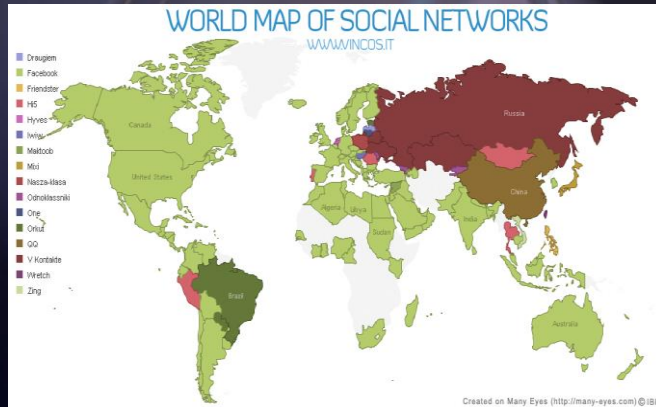 WORLD MAP OF SOCIAL NETWORKS
WWW.VINCOS.IT
Draugiem
Facebook
Friendster
Hi5
Hyves
Iwiw
Maktoob
Mixi
Nasza-klasa
Odnoklassniki
One
Orkut
QQ
V Kontakte
Wretch
Zing
Canada
United States
Brazil
Algeria
Libya
Sudan
Russia
China
India
Australia
Created on Many Eyes (http://many-eyes.com) © IB